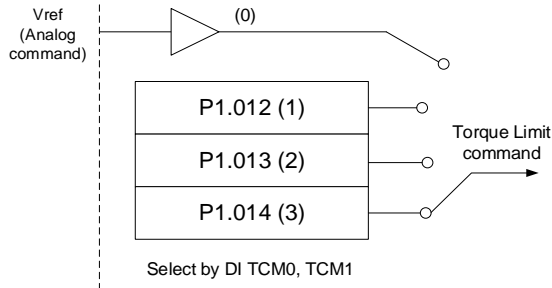 Vref
(Analog
command)
(0)
P1.012 (1)
P1.013 (2)
P1.014 (3)
Torque Limit
command
Select by DI TCM0, TCM1